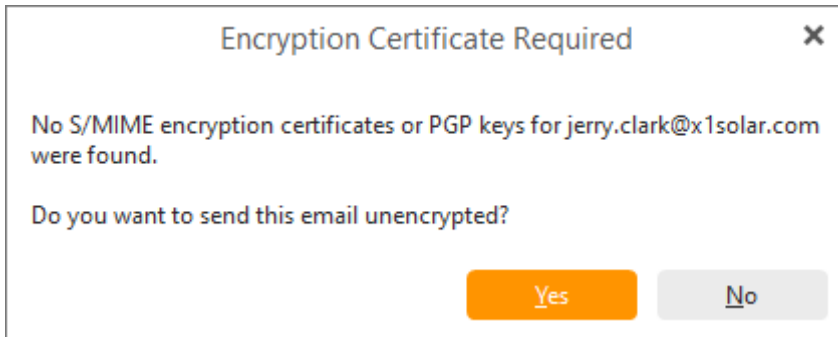 Encryption Certificate Required
No S/MIME encryption certificates or PGP keys for jerry.clark@x1solar.com
were found.
Do you want to send this email unencrypted?
Yes
No